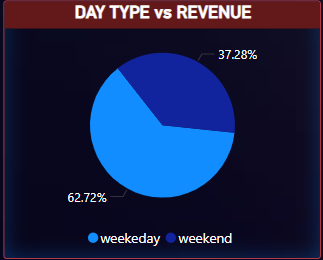 DAY TYPE vs REVENUE
37.28%
62.72%
weekeday weekend